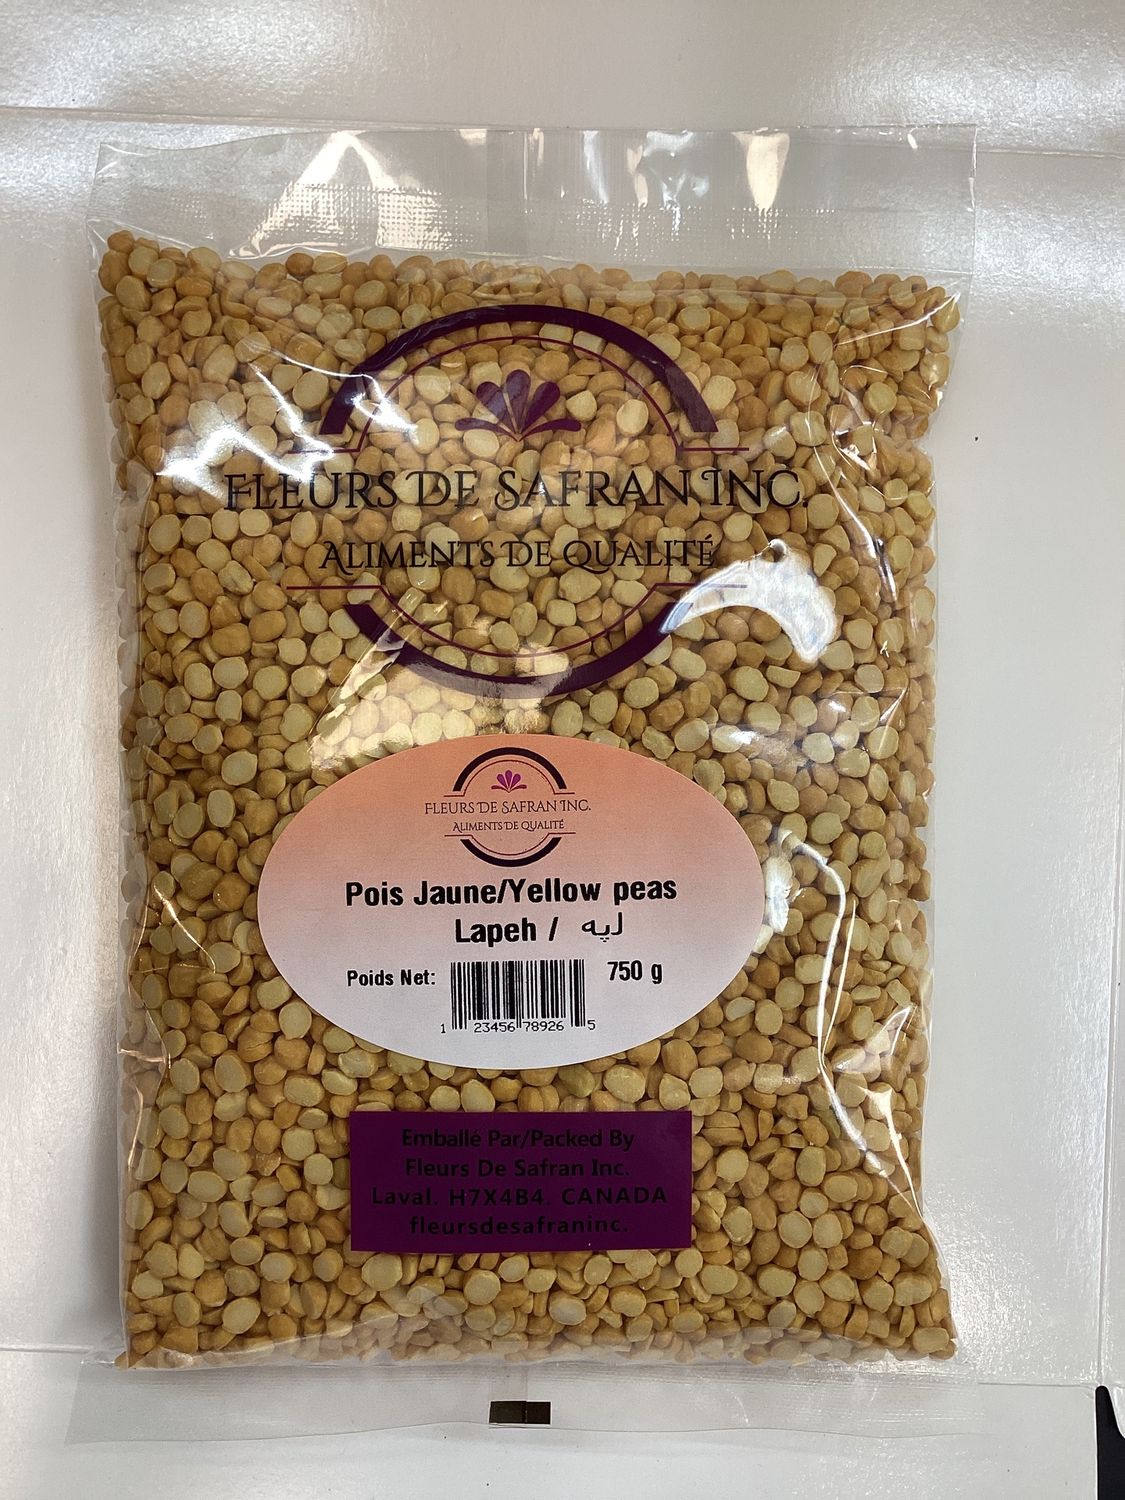 FLEURS DE SAFRAN INC.
ALIMENTS DE QUALITÉ
FLEURS DE SAFRAN INC.
ALIMENTS DE QUALITÉ
Pois Jaune/Yellow peas
Lapeh / لپه
Poids Net: 750 g
1 23456 78926 5
Emballé Par/Packed By
Fleurs De Safran Inc.
Laval. H7X4B4. CANADA
fleursdesafraninc.